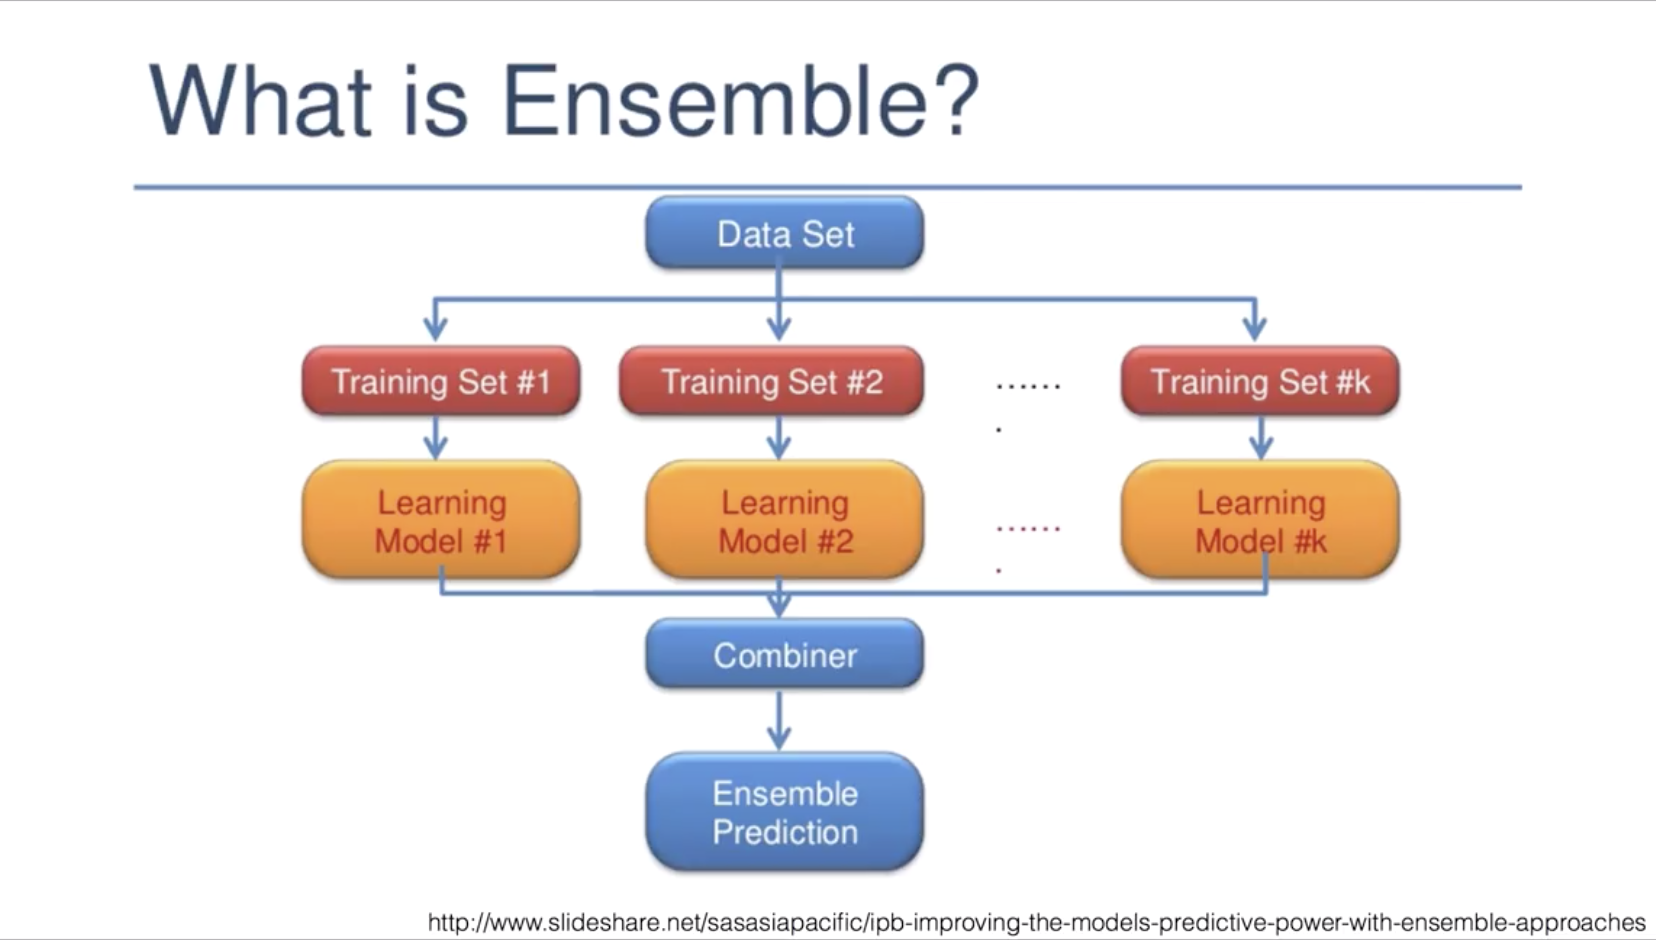 What is Ensemble?
Data Set
Training Set #1
Training Set #2
.......
Training Set #k
Learning
Model #1
Learning
Model #2
.......
Learning
Model #k
Combiner
Ensemble
Prediction
http://www.slideshare.net/sasasiapacific/ipb-improving-the-models-predictive-power-with-ensemble-approaches